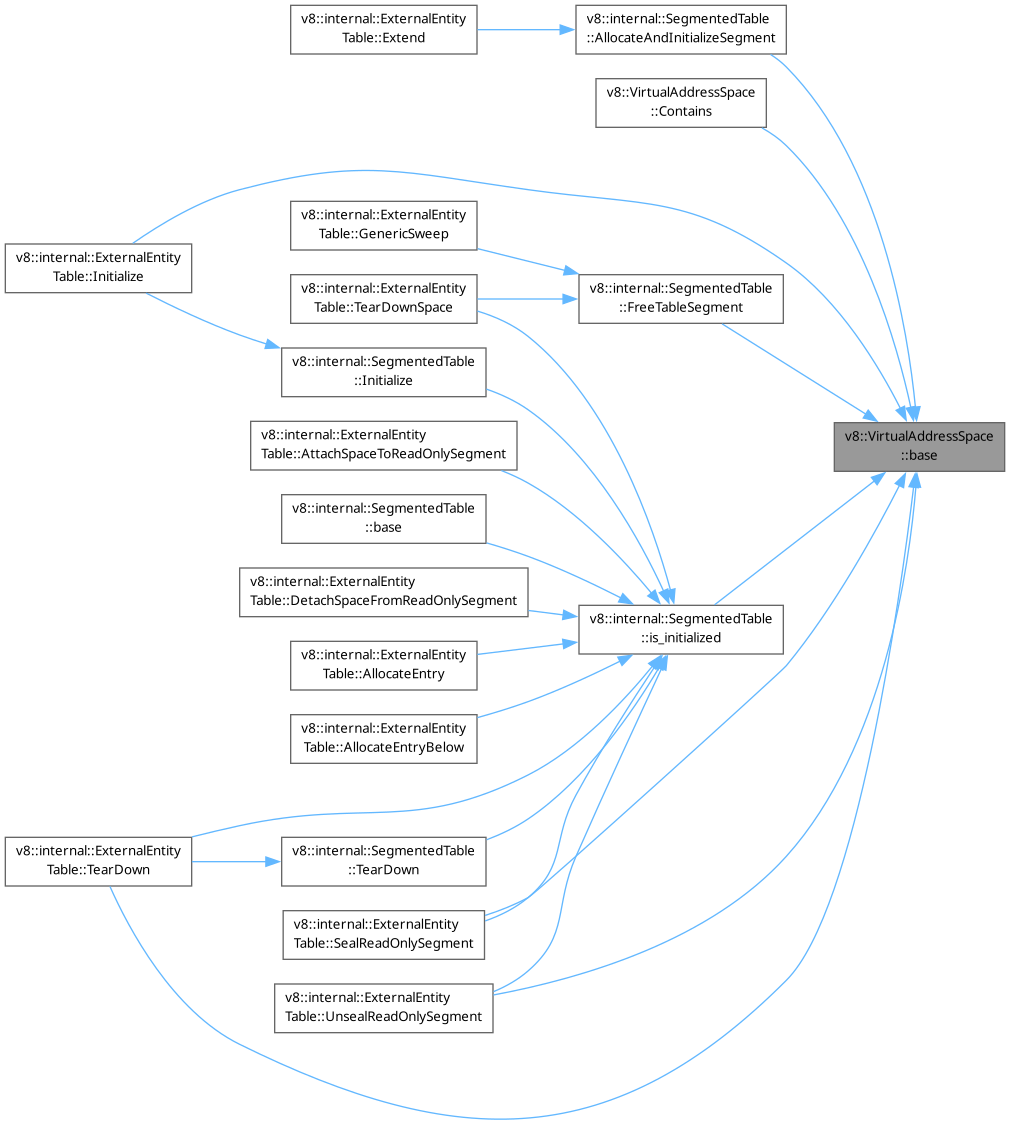 v8::internal::ExternalEntity
Table::Extend
v8::internal::SegmentedTable
::AllocateAndInitializeSegment
v8::VirtualAddressSpace
::Contains
v8::internal::ExternalEntity
Table::GenericSweep
v8::internal::ExternalEntity
Table::Initialize
v8::internal::ExternalEntity
Table::TearDownSpace
v8::internal::SegmentedTable
::FreeTableSegment
v8::internal::SegmentedTable
::Initialize
v8::internal::ExternalEntity
Table::AttachSpaceToReadOnlySegment
v8::VirtualAddressSpace
::base
v8::internal::SegmentedTable
::base
v8::internal::ExternalEntity
Table::DetachSpaceFromReadOnlySegment
v8::internal::SegmentedTable
::is_initialized
v8::internal::ExternalEntity
Table::AllocateEntry
v8::internal::ExternalEntity
Table::AllocateEntryBelow
v8::internal::ExternalEntity
Table::TearDown
v8::internal::SegmentedTable
::TearDown
v8::internal::ExternalEntity
Table::SealReadOnlySegment
v8::internal::ExternalEntity
Table::UnsealReadOnlySegment